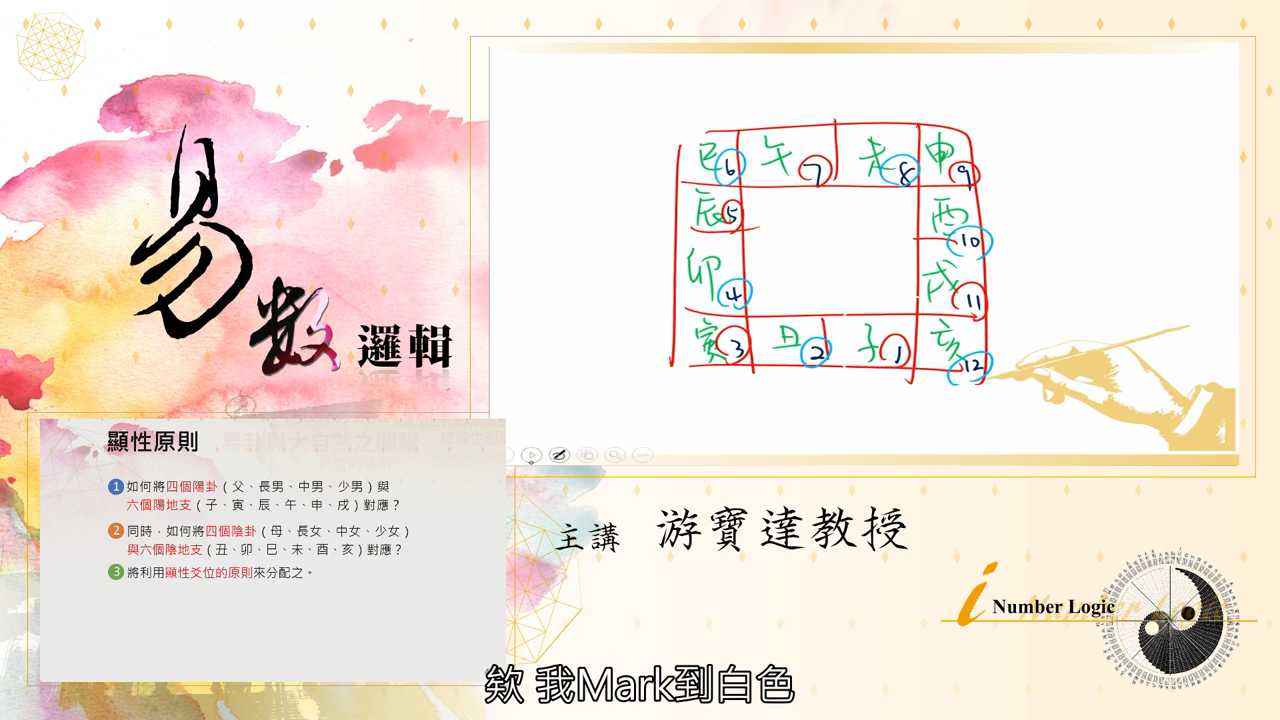 易數邏輯
巳6 午7 未8 申9
辰5 酉10
卯4 戌11
寅3 丑2 子1 亥12
顯性原則
1 如何將四個陽卦（父、長男、中男、少男）與
六個陽地支（子、寅、辰、午、申、戌）對應？
2 同時，如何將四個陰卦（母、長女、中女、少女）
與六個陰地支（丑、卯、巳、未、酉、亥）對應？
3 將利用顯性爻位的原則來分配之。
主講 游寶達教授
i Number Logic
欸 我Mark到白色